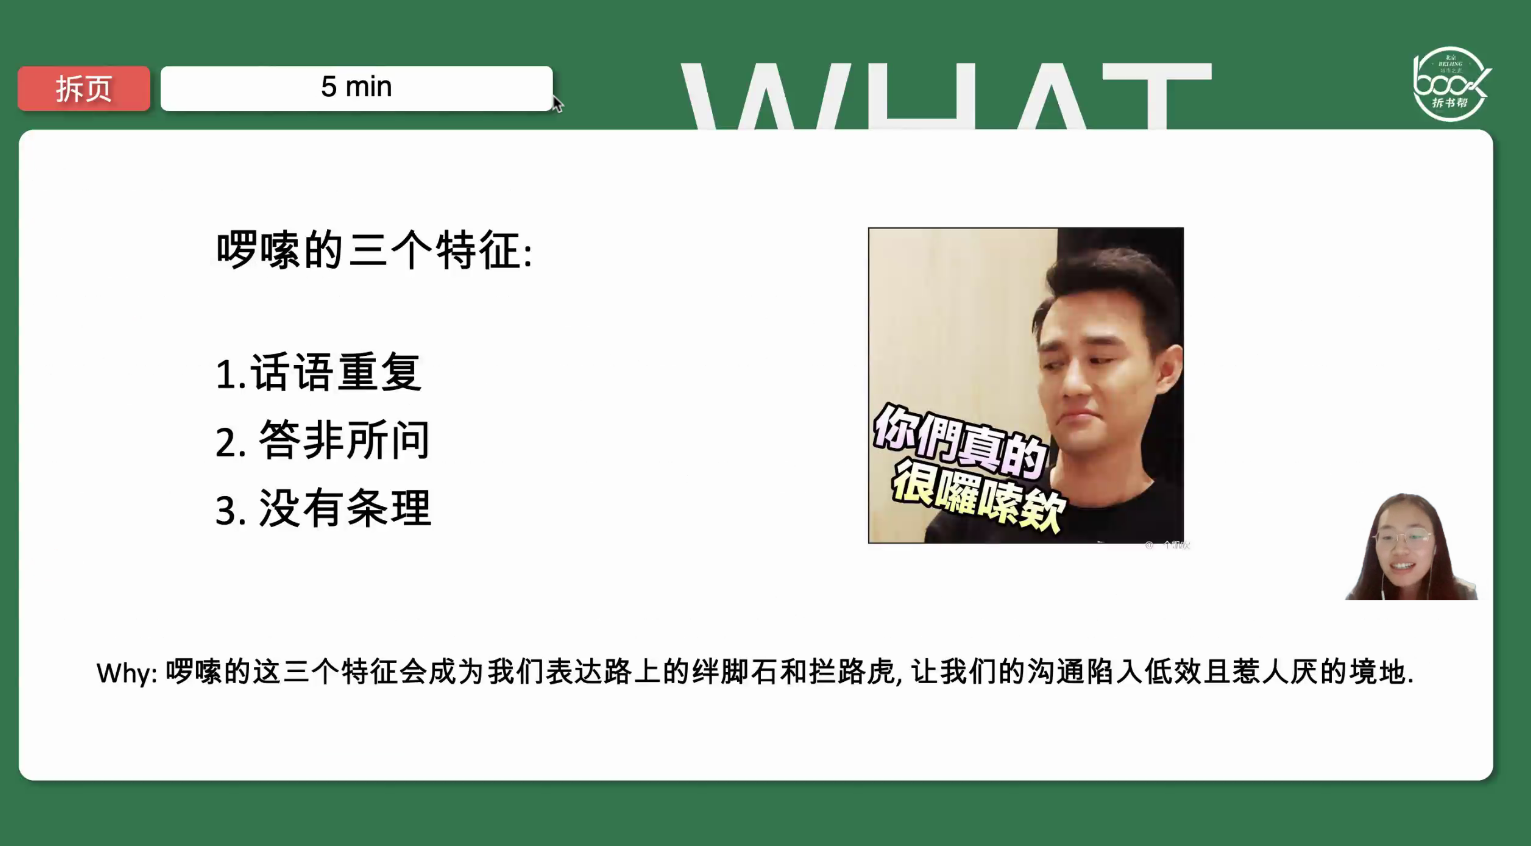 拆页
5 min
WHAT
北京
BEIJING
book
拆书帮
啰嗦的三个特征:
1.话语重复
2. 答非所问
3. 没有条理
你們真的
很囉嗦欸
Why: 啰嗦的这三个特征会成为我们表达路上的绊脚石和拦路虎, 让我们的沟通陷入低效且惹人厌的境地.